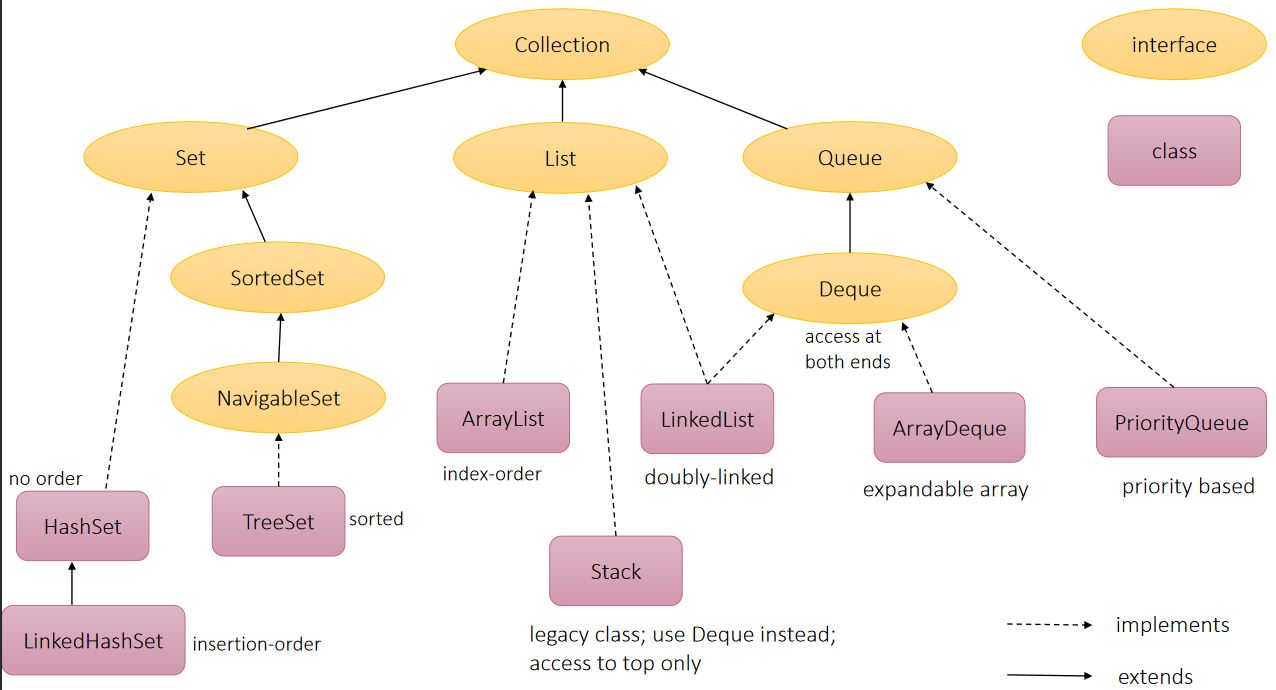 Collection
interface
class
Set
List
Queue
SortedSet
Deque
access at
both ends
NavigableSet
ArrayList
index-order
LinkedList
doubly-linked
ArrayDeque
expandable array
PriorityQueue
priority based
no order
HashSet
TreeSet
sorted
Stack
legacy class; use Deque instead;
access to top only
LinkedHashSet
insertion-order
implements
extends